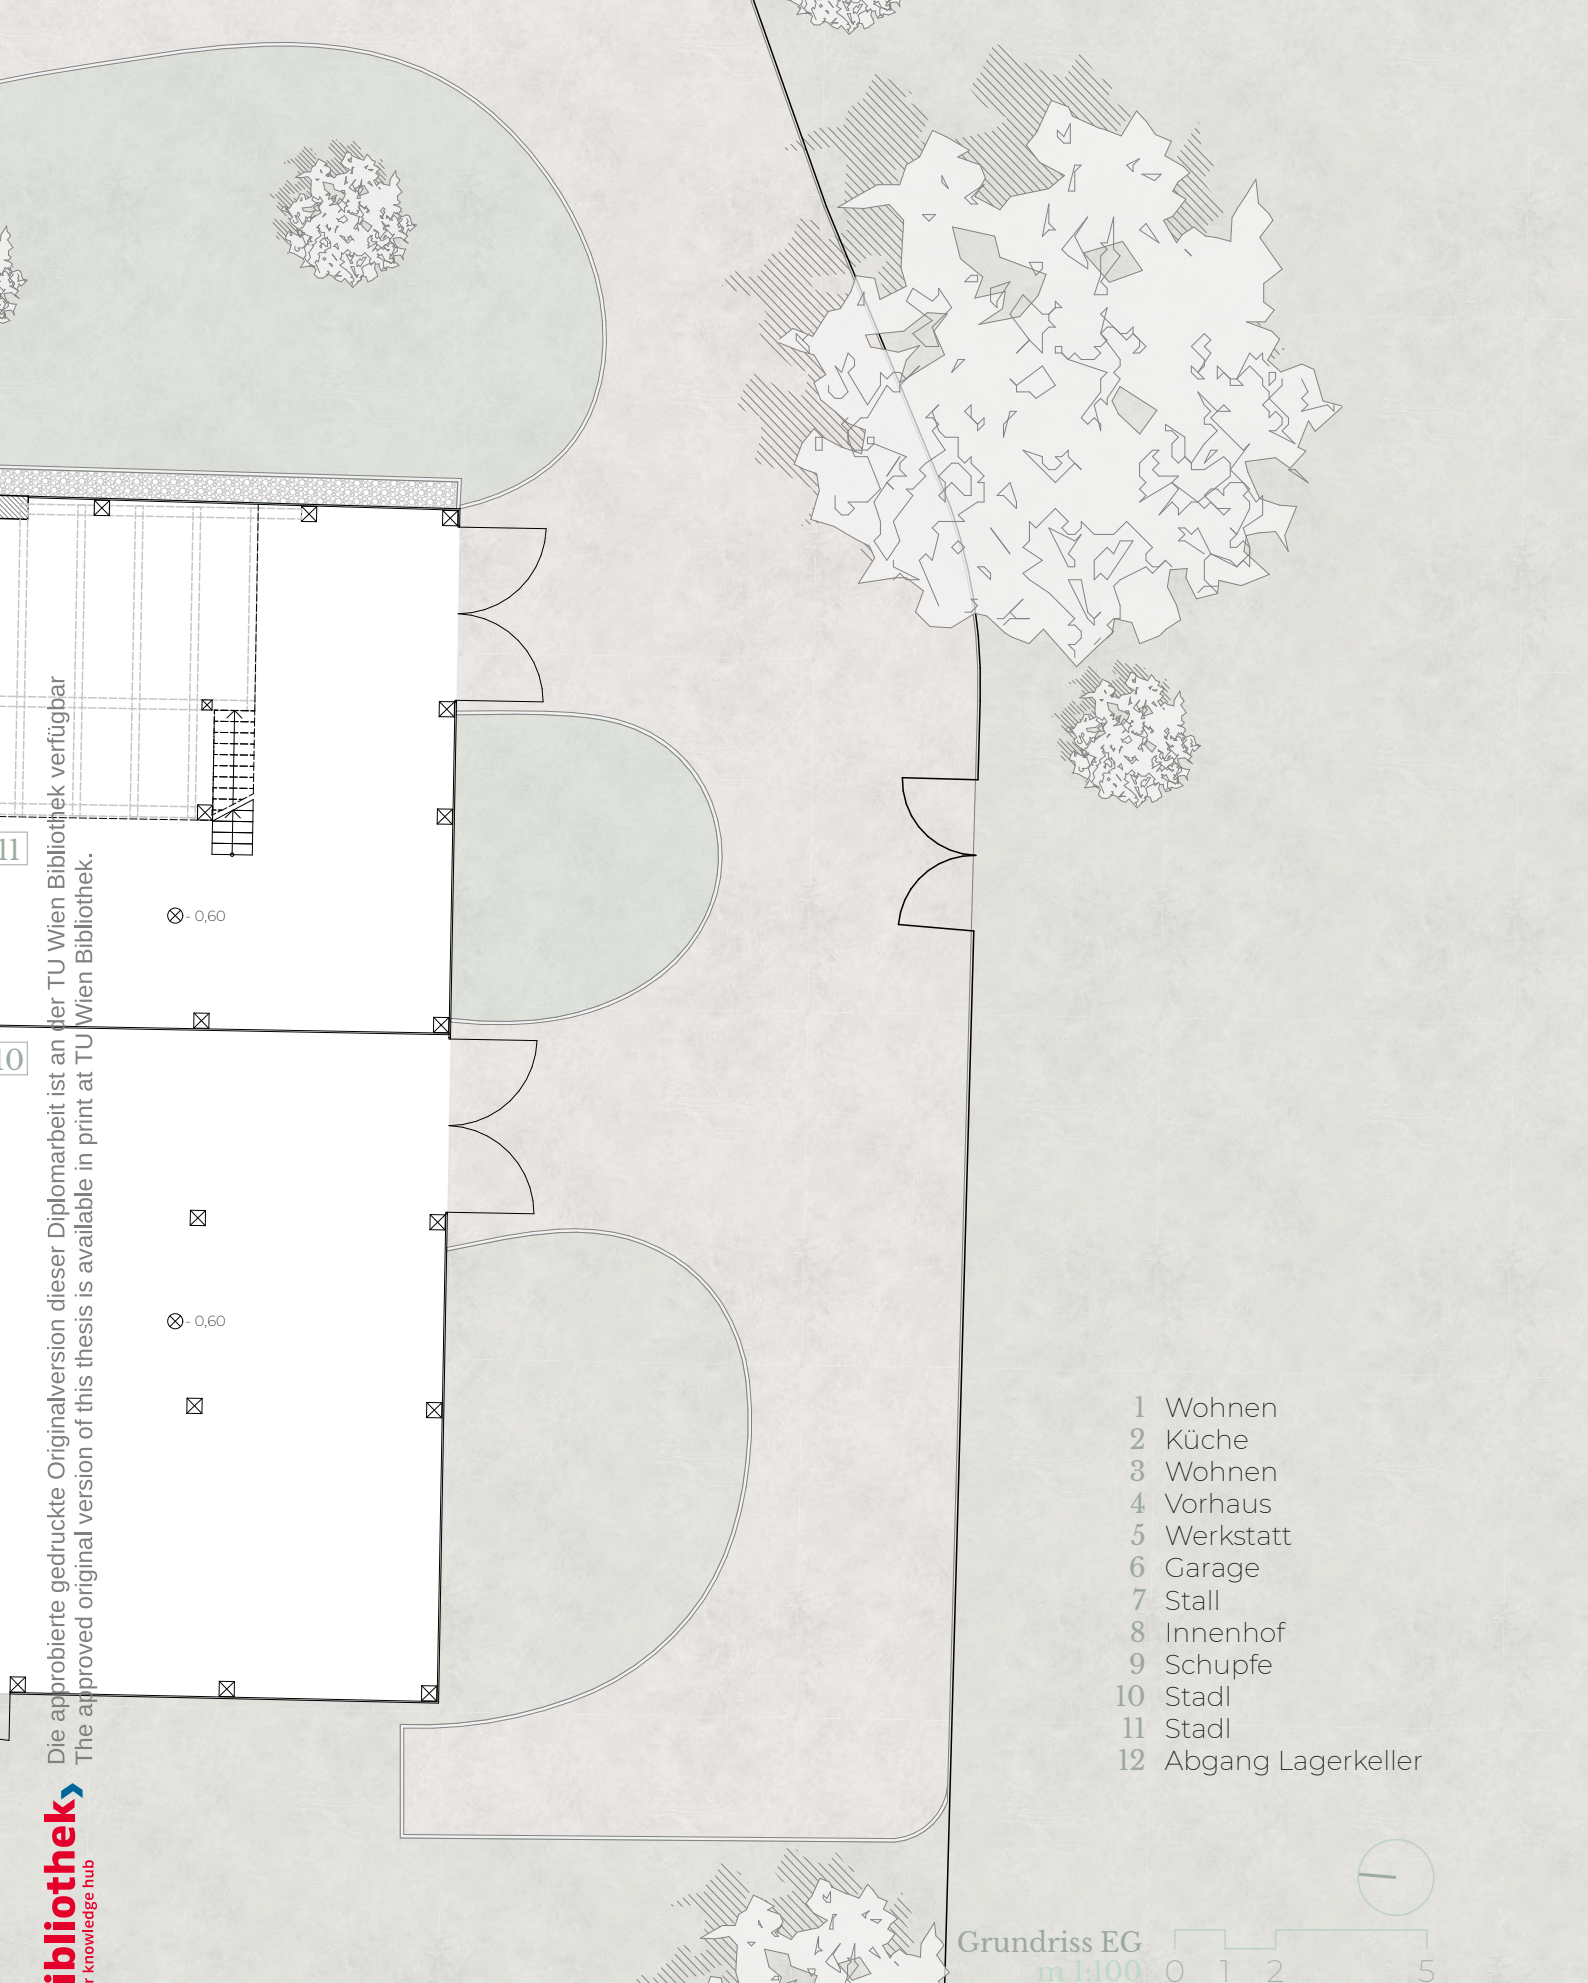 11
- 0,60
10
- 0,60
Die approbierte gedruckte Originalversion dieser Diplomarbeit ist an der TU Wien Bibliothek verfügbar
The approved original version of this thesis is available in print at TU Wien Bibliothek.
ibliothek
r knowledge hub
1 Wohnen
2 Küche
3 Wohnen
4 Vorhaus
5 Werkstatt
6 Garage
7 Stall
8 Innenhof
9 Schupfe
10 Stadl
11 Stadl
12 Abgang Lagerkeller
Grundriss EG
m 1:100 0 1 2 5